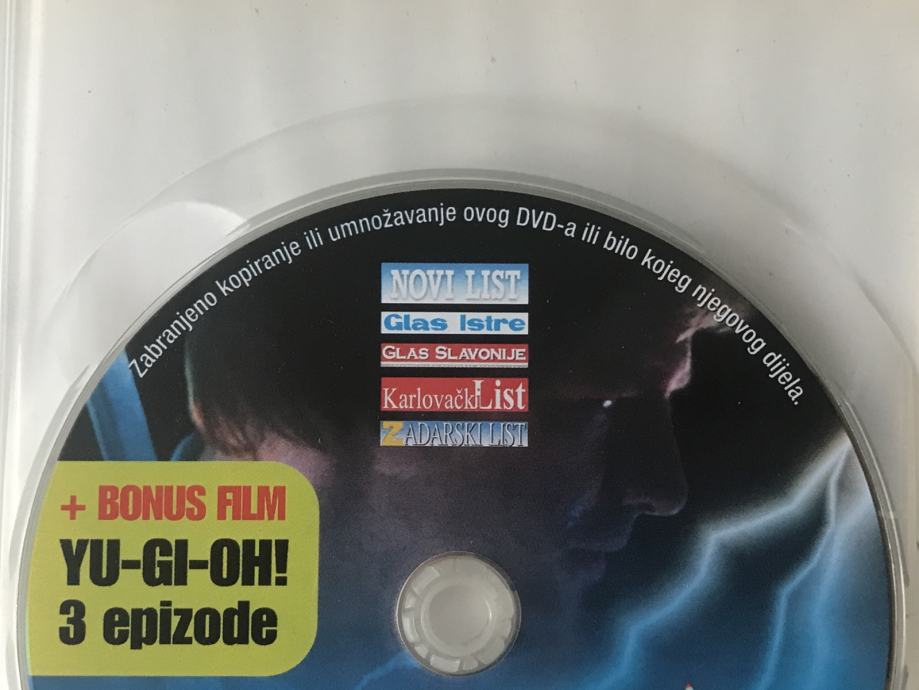 Zabranjeno kopiranje ili umnožavanje ovog DVD-a ili bilo kojeg njegovog dijela.
NOVI LIST
Glas Istre
GLAS SLAVONIJE
Karlovački List
ZADARSKI LIST
+ BONUS FILM
YU-GI-OH!
3 epizode